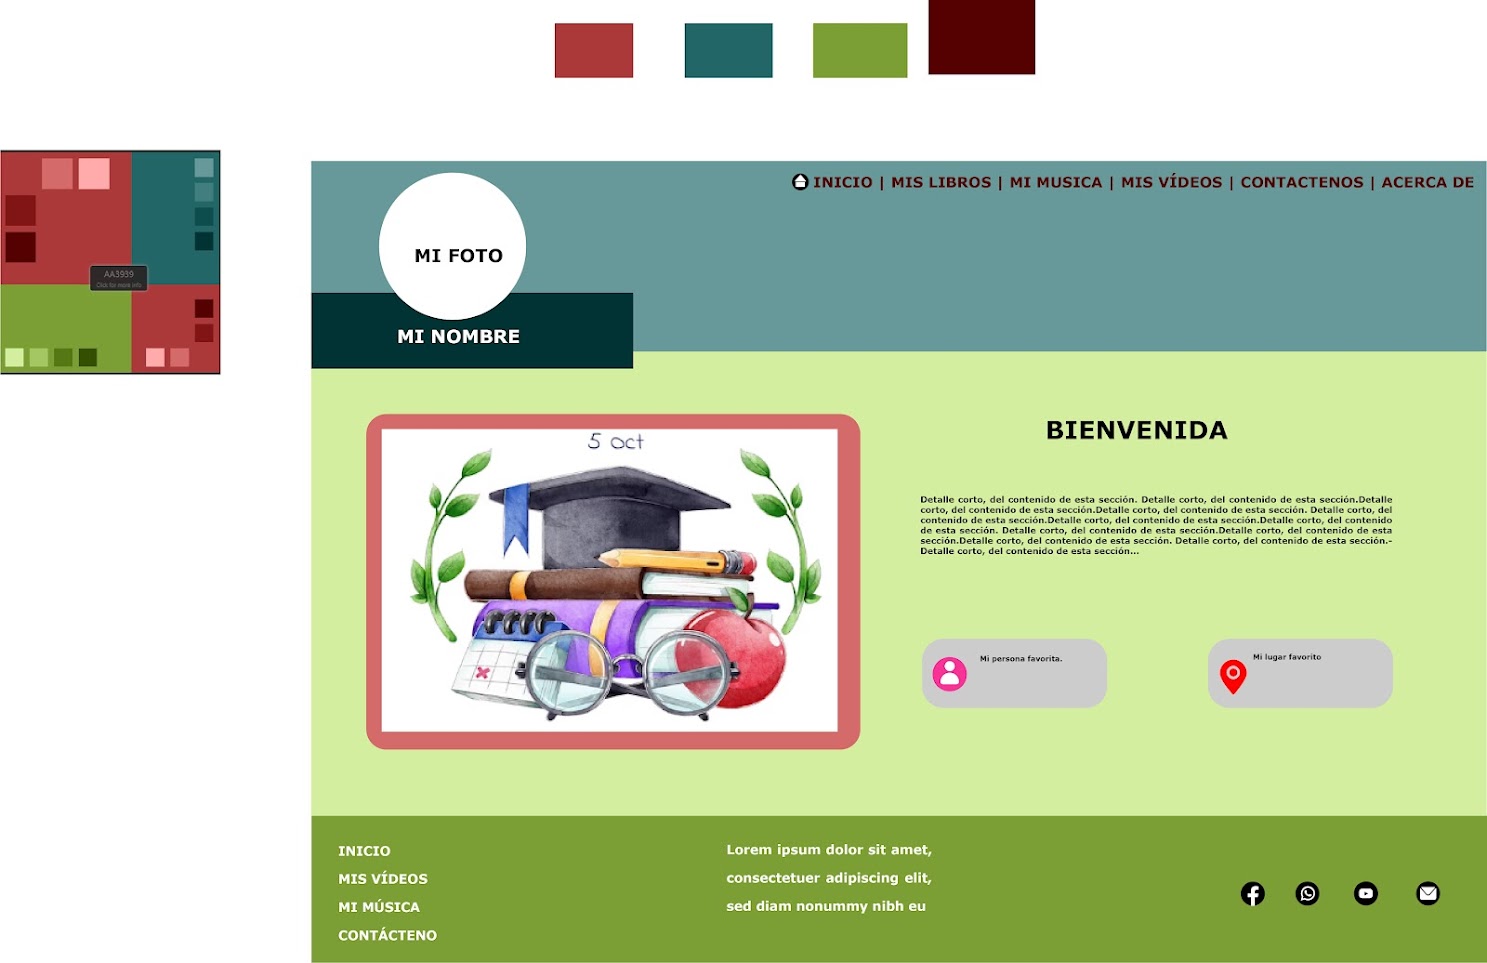 AA3939
Click for more info
INICIO | MIS LIBROS | MI MUSICA | MIS VÍDEOS | CONTACTENOS | ACERCA DE
MI FOTO
MI NOMBRE
5 oct
BIENVENIDA
Detalle corto, del contenido de esta sección. Detalle corto, del contenido de esta sección.Detalle
corto, del contenido de esta sección.Detalle corto, del contenido de esta sección. Detalle corto, del
contenido de esta sección.Detalle corto, del contenido de esta sección.Detalle corto, del contenido
de esta sección. Detalle corto, del contenido de esta sección.Detalle corto, del contenido de esta
sección.Detalle corto, del contenido de esta sección. Detalle corto, del contenido de esta sección.-
Detalle corto, del contenido de esta sección...
Mi persona favorita.
Mi lugar favorito
INICIO
MIS VÍDEOS
MI MÚSICA
CONTÁCTENO
Lorem ipsum dolor sit amet,
consectetuer adipiscing elit,
sed diam nonummy nibh eu